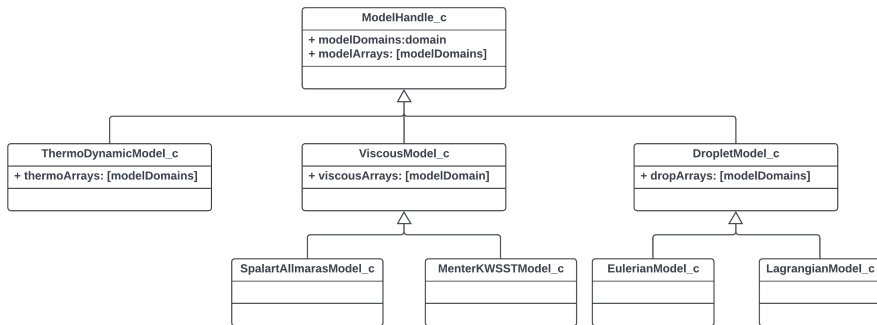 ModelHandle_c
+ modelDomains:domain
+ modelArrays: [modelDomains]
ThermoDynamicModel_c
+ thermoArrays: [modelDomains]
ViscousModel_c
+ viscousArrays: [modelDomain]
DropletModel_c
+ dropArrays: [modelDomains]
SpalartAllmarasModel_c
MenterKWSSTModel_c
EulerianModel_c
LagrangianModel_c